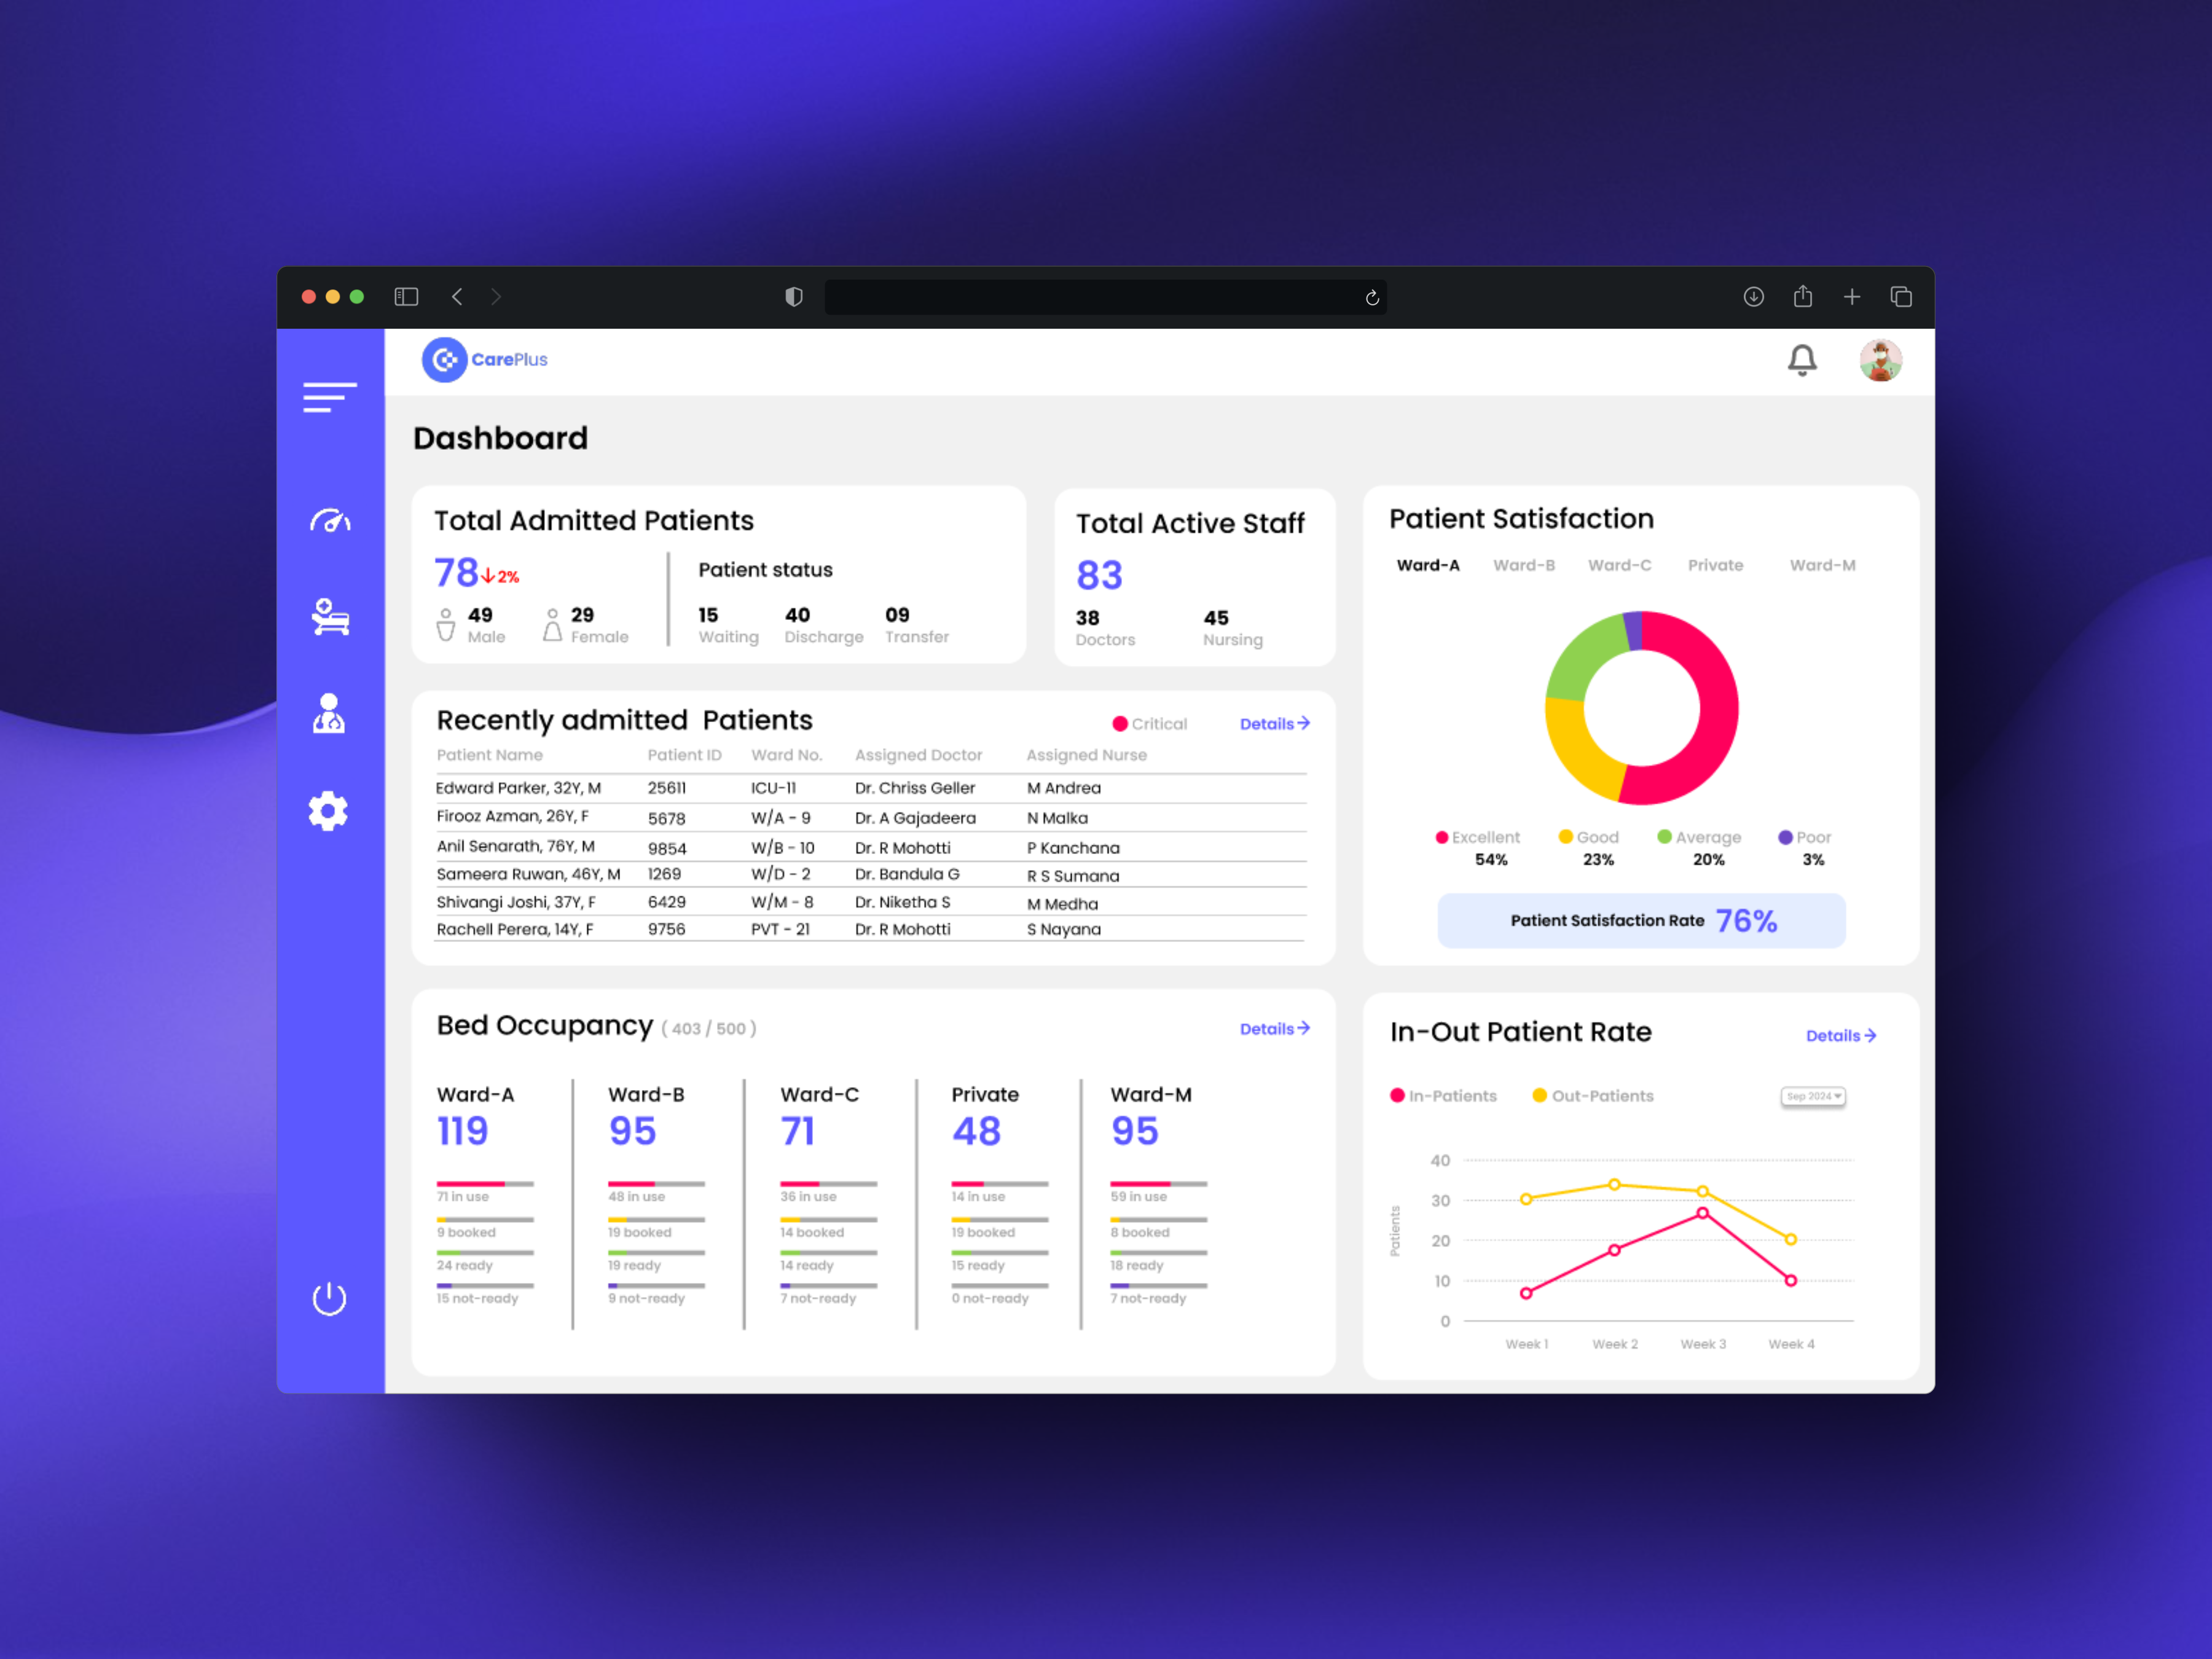 CarePlus
Dashboard
Total Admitted Patients
78 ↓2%
49
Male
29
Female
Patient status
15
Waiting
40
Discharge
09
Transfer
Total Active Staff
83
38
Doctors
45
Nursing
Patient Satisfaction
Ward-A Ward-B Ward-C Private Ward-M
Excellent Good Average Poor
54% 23% 20% 3%
Patient Satisfaction Rate 76%
Recently admitted Patients
Critical
Details→
Patient Name Patient ID Ward No. Assigned Doctor Assigned Nurse
Edward Parker, 32Y, M 25611 ICU-11 Dr. Chriss Geller M Andrea
Firooz Azman, 26Y, F 5678 W/A - 9 Dr. A Gajadeera N Malka
Anil Senarath, 76Y, M 9854 W/B - 10 Dr. R Mohotti P Kanchana
Sameera Ruwan, 46Y, M 1269 W/D - 2 Dr. Bandula G R S Sumana
Shivangi Joshi, 37Y, F 6429 W/M - 8 Dr. Niketha S M Medha
Rachell Perera, 14Y, F 9756 PVT - 21 Dr. R Mohotti S Nayana
Bed Occupancy ( 403 / 500 )
Details→
Ward-A
119
71 in use
9 booked
24 ready
15 not-ready
Ward-B
95
48 in use
19 booked
19 ready
9 not-ready
Ward-C
71
36 in use
14 booked
14 ready
7 not-ready
Private
48
14 in use
19 booked
15 ready
0 not-ready
Ward-M
95
59 in use
8 booked
18 ready
7 not-ready
In-Out Patient Rate
Details→
In-Patients Out-Patients
Sep 2024
Patients
40
30
20
10
0
Week 1 Week 2 Week 3 Week 4